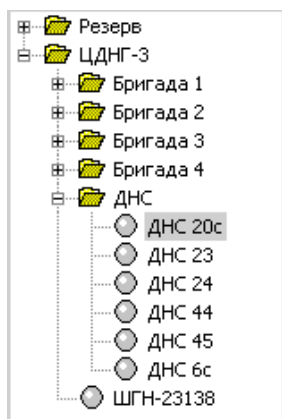 Резерв
ЦДНГ-3
Бригада 1
Бригада 2
Бригада 3
Бригада 4
ДНС
ДНС 20с
ДНС 23
ДНС 24
ДНС 44
ДНС 45
ДНС 6с
ШГН-23138